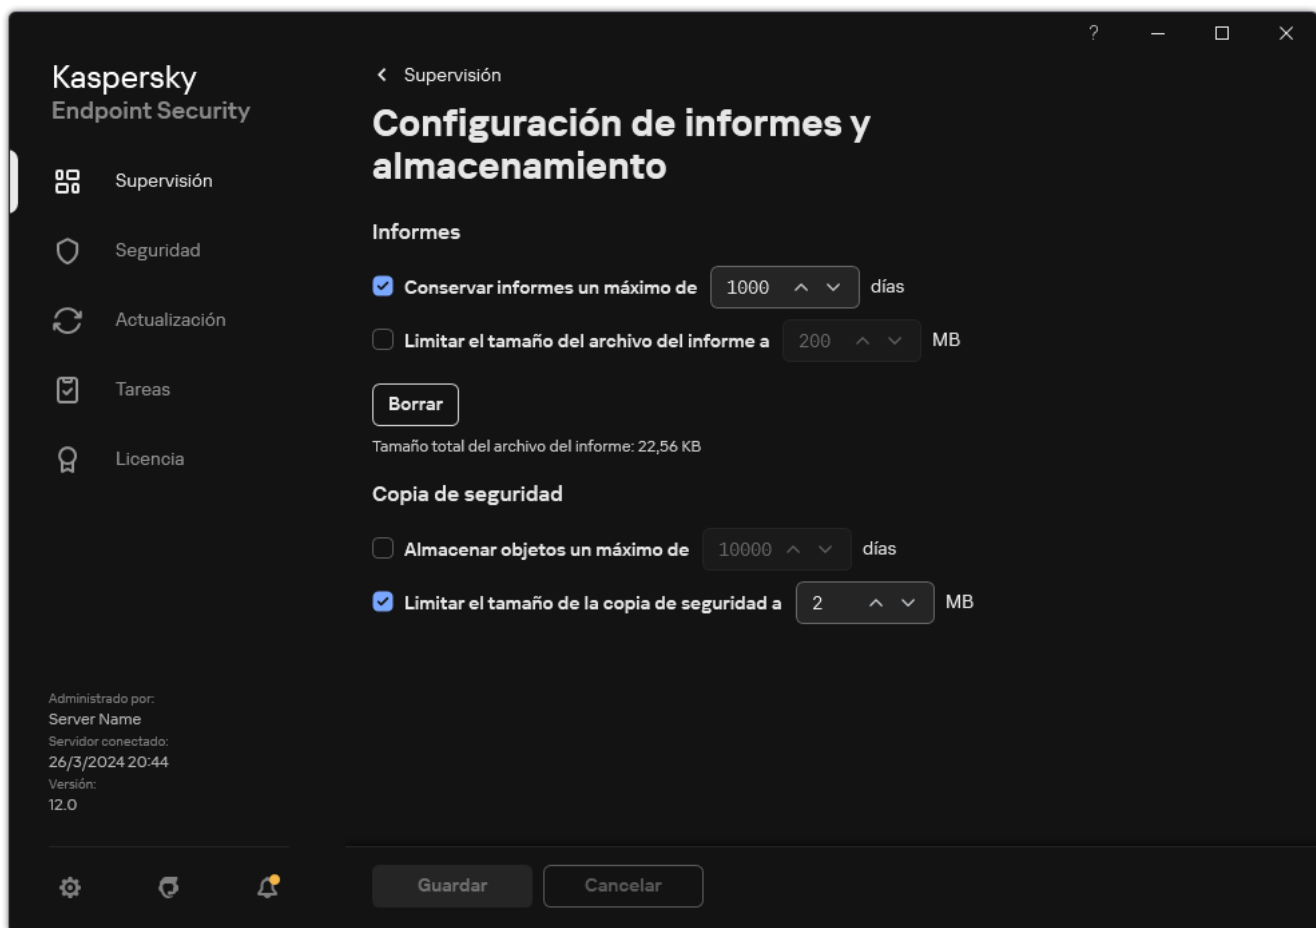 ?
Kaspersky
Endpoint Security
Supervisión
Seguridad
Actualización
Tareas
Licencia
Administrado por:
Server Name
Servidor conectado:
26/3/2024 20:44
Versión:
12.0
Supervisión
Configuración de informes y
almacenamiento
Informes
Conservar informes un máximo de 1000 días
Limitar el tamaño del archivo del informe a 200 MB
Borrar
Tamaño total del archivo del informe: 22,56 KB
Copia de seguridad
Almacenar objetos un máximo de 10000 días
Limitar el tamaño de la copia de seguridad a 2 MB
Guardar Cancelar